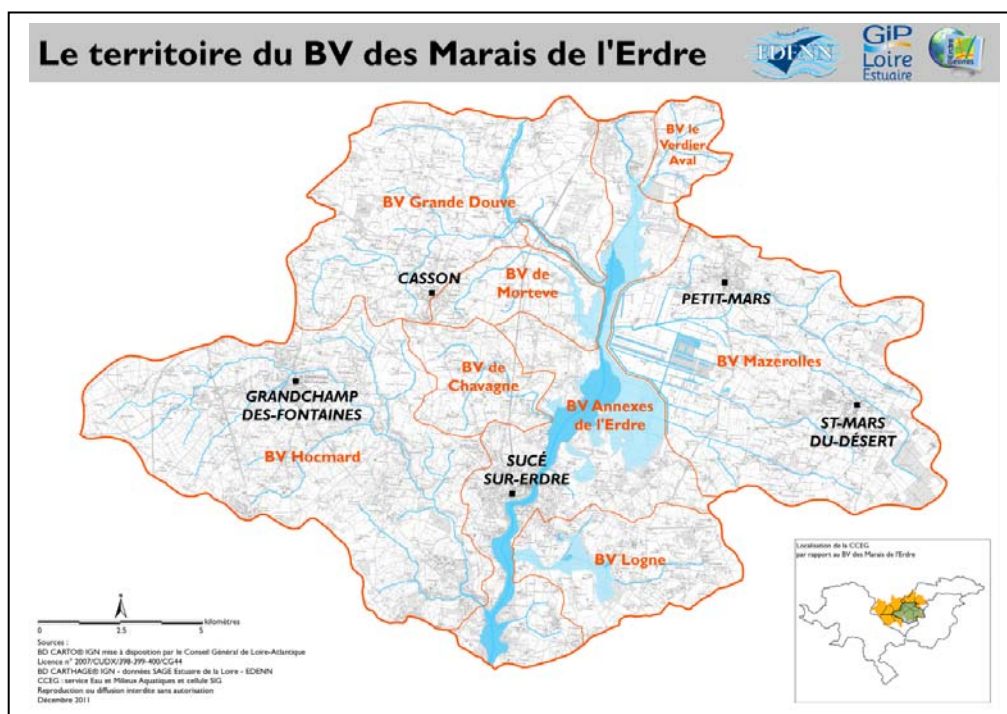 Le territoire du BV des Marais de l'Erdre
EDENN
GiP
Loire
Estuaire
BV le
Verdier
Aval
BV Grande Douve
CASSON
BV de
Morteve
PETIT-MARS
BV Mazerolles
BV de
Chavagne
GRANDCHAMP
DES-FONTAINES
BV Annexes
de l'Erdre
ST-MARS
DU-DÉSERT
BV Hocmard
SUCÉ
SUR-ERDRE
BV Logne
Localisation de la CCEG
par rapport au BV des Marais de l'Erdre
0 2.5 5 kilomètres
Sources :
BD CARTO® IGN mise à disposition par le Conseil Général de Loire-Atlantique
Licence n° 2007/CUDX/398-399-400/CG44
BD CARTHAGE® IGN - données SAGE Estuaire de la Loire - EDENN
CCEG : service Eau et Milieux Aquatiques et cellule SIG
Reproduction ou diffusion interdite sans autorisation
Décembre 2011